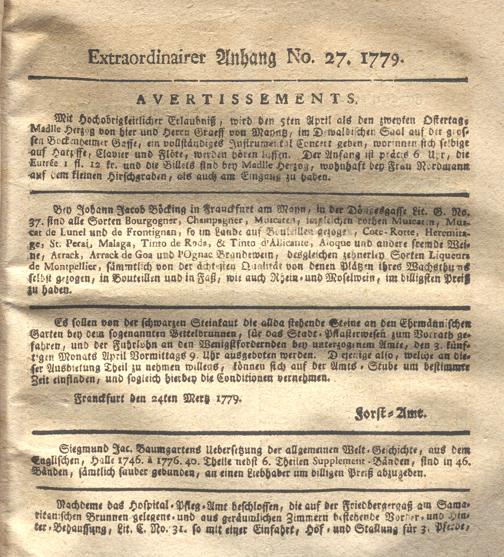 Extraordinairer Anhang No. 27. 1779.
AVERTISSEMENTS.
Mit Hochobrigkeitlicher Erlaubniß, wird den 5ten April als den zweyten Ostertag,
Madlle Herzog von hier und Herrn Graeff von Mayntz, im Dewaldischen Saal auf der gros-
sen Bockenheimer Gasse, ein vollständiges Instrumental Concert geben, worinnen sich selbige
auf Harpffe, Clavier und Flöte, werden hören lassen. Der Anfang ist präcis 6 Uhr, die
Entrée 1 fl. 12 kr. und die Billets sind bey Madlle Herzog, wohnhaft bey Frau Nordmann
auf dem kleinen Hirschgraben, als auch am Eingang zu haben.
Bey Johann Jacob Böcking in Franckfurt am Mayn, in der Döngesgasse Lit. G. No.
37. sind alle Sorten Bourgogner, Champagner, Muscaten, imgleichen rothen Muscaten, Mus-
cat de Lunel und de Frontignan, so im Lande auf Bouteillen gezogen, Cote-Rotte, Heremita-
ge, St. Perai, Malaga, Tinto de Roda, & Tinto d'Allicante, Aloque und andere fremde Wei-
ne, Arrack, Arrack de Goa und l'Ognac Brandewein, desgleichen zehnerley Sorten Liqueurs
de Montpellier, sämmtlich von der ächtesten Qualität von denen Plätzen ihres Wachsthums
selbst gezogen, in Bouteillen und in Faß, wie auch Rhein- und Moselwein, im billigsten Preiß
zu haben.
Es sollen von der schwarzen Steinkaut die allda stehende Steine an den Ehrmännischen
Garten bey dem sogenannten Bettelbrunnen, für das Stadt-Pflasterwesen zum Vorrath ge-
fahren, und der Fuhrlohn an den Wenigstfordernden bey unterzogenem Amte, den 3. künf-
tigen Monats April Vormittags 9. Uhr ausgeboten werden. Diejenige also, welche an die-
ser Ausbietung Theil zu nehmen willens, können sich auf der Amts-Stube um bestimmte
Zeit einfinden, und sogleich hierbey die Conditionen vernehmen.
Franckfurt den 24ten Mertz 1779.
Forst-Amt.
Siegmund Jac. Baumgartens Uebersetzung der allgemeinen Welt-Geschichte, aus dem
Englischen, Halle 1746. à 1776. 40. Theile nebst 6. Theilen Supplement-Bänden, sind in 46.
Bänden, sämtlich sauber gebunden, an einen Liebhaber um billigen Preiß abzugeben.
Nachdeme das Hospital-Pfleg-Amt beschlossen, die auf der Friedbergergaß am Sama-
ritanischen Brunnen gelegene- und aus geräumlichen Zimmern bestehende Vorder- und Hin-
ter-Behaussung, Lit. C. No. 32. so mit einer Einfahrt, Hof- und Stallung für 3. Pferde,